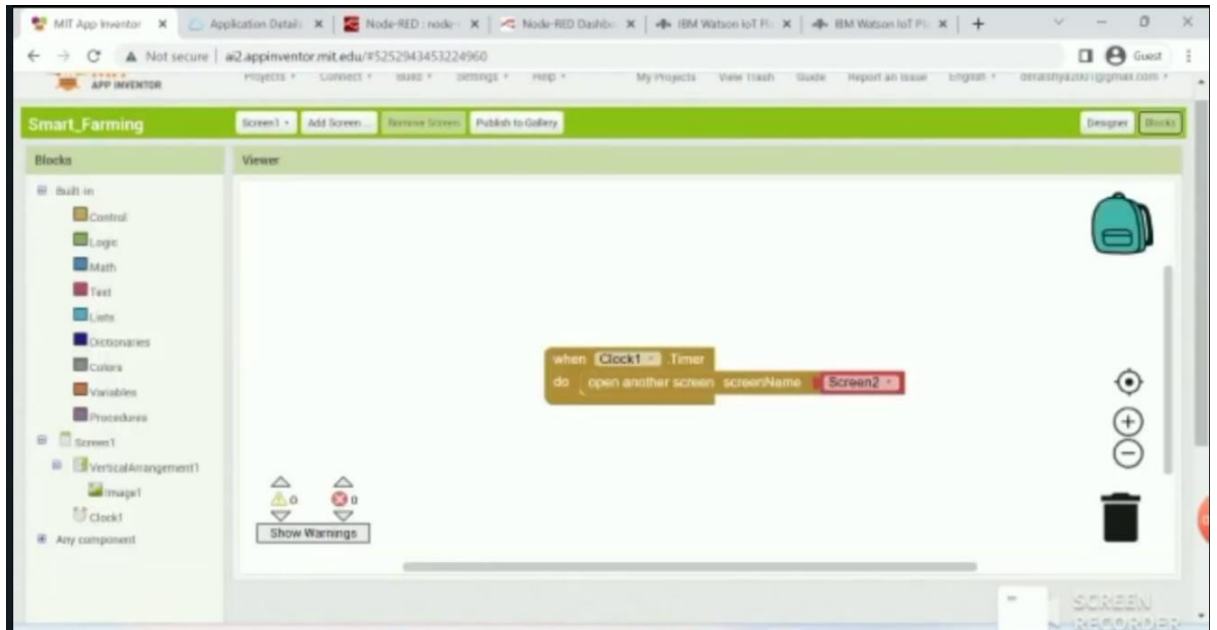 MIT App Inventor
Application Details
Node-RED : node-
Node-RED Dashbo
IBM Watson IoT Pl
IBM Watson IoT Pl
Not secure | ai2.appinventor.mit.edu/#5252943453224960
Guest
APP INVENTOR
Projects Connect Build Settings Help My Projects View Trash Guide Report an Issue English
Smart_Farming
Screen1 Add Screen ... Remove Screen Publish to Gallery
Designer Blocks
Blocks
Viewer
Built-in
Control
Logic
Math
Text
Lists
Dictionaries
Colors
Variables
Procedures
Screen1
VerticalArrangement1
Image1
Clock1
Any component
when Clock1 .Timer
do open another screen screenName Screen2
0 0
Show Warnings
SCREEN
RECORDER